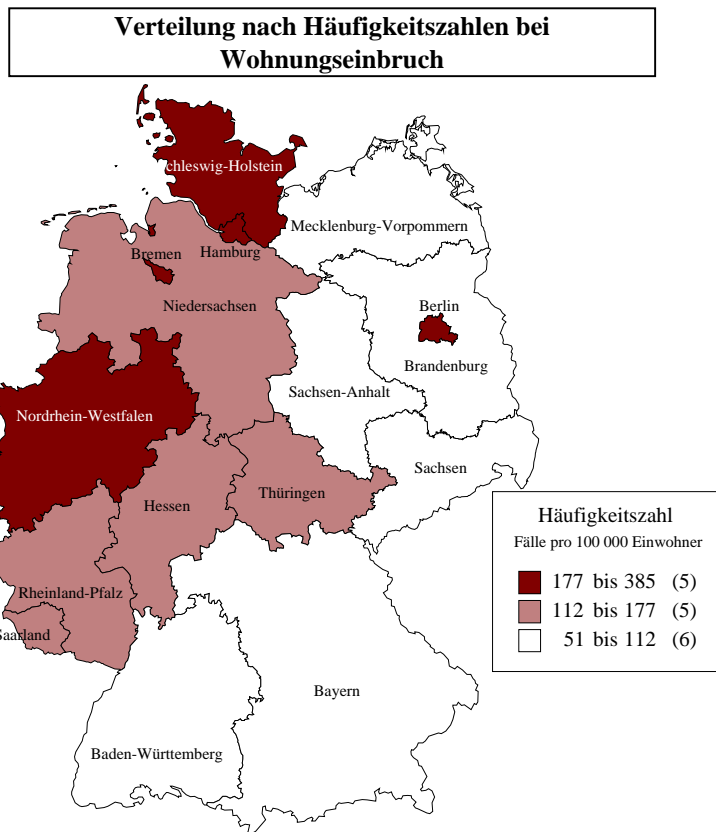 Verteilung nach Häufigkeitszahlen bei
Wohnungseinbruch
chleswig-Holstein
Mecklenburg-Vorpommern
Bremen
Hamburg
Niedersachsen
Berlin
Brandenburg
Sachsen-Anhalt
Nordrhein-Westfalen
Sachsen
Thüringen
Hessen
Rheinland-Pfalz
Saarland
Bayern
Baden-Württemberg
Häufigkeitszahl
Fälle pro 100 000 Einwohner
177 bis 385 (5)
112 bis 177 (5)
51 bis 112 (6)